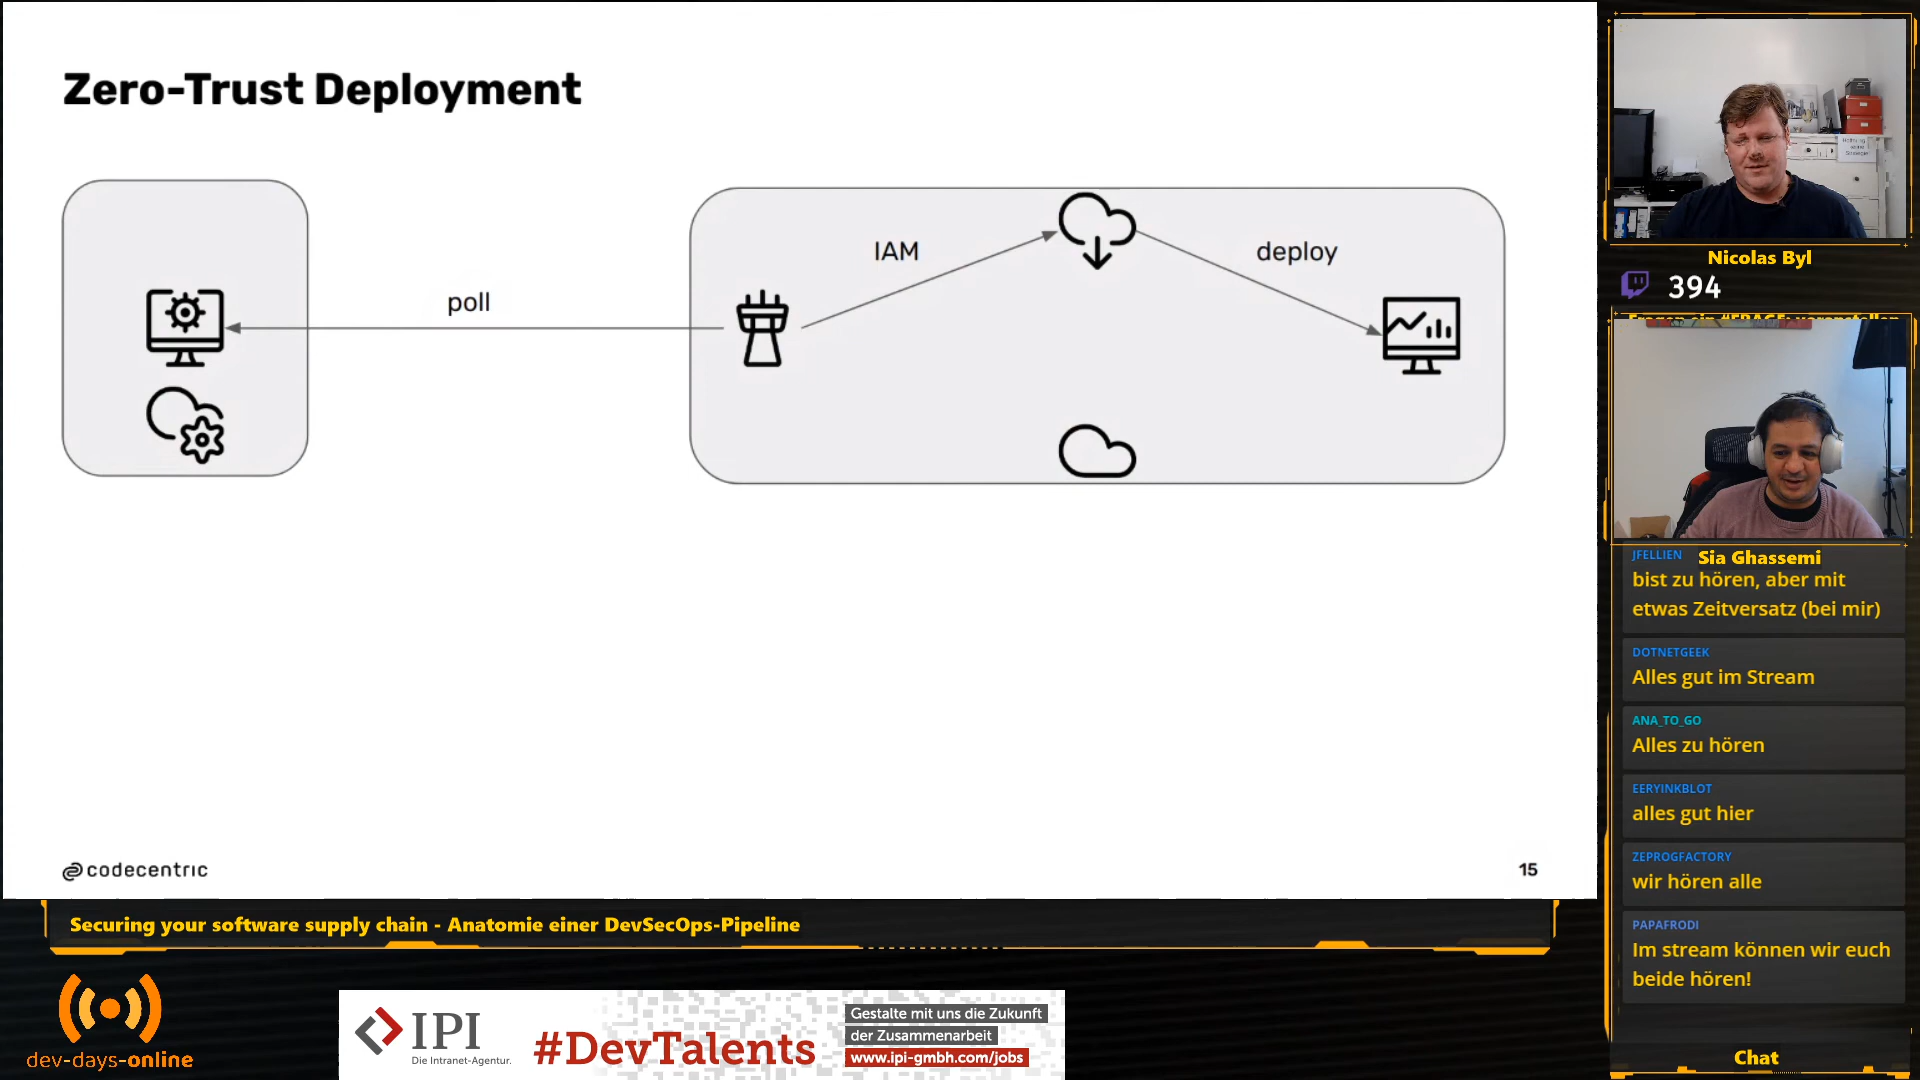 Zero-Trust Deployment
poll
IAM
deploy
codecentric
15
Nicolas Byl
394
Fragen ein #FRAGE: voranstellen
Sia Ghassemi
JFELLIEN
bist zu hören, aber mit
etwas Zeitversatz (bei mir)
DOTNETGEEK
Alles gut im Stream
ANA_TO_GO
Alles zu hören
EERYINKBLOT
alles gut hier
ZEPROGFACTORY
wir hören alle
PAPAFRODI
Im stream können wir euch
beide hören!
Chat
Securing your software supply chain - Anatomie einer DevSecOps-Pipeline
dev-days-online
IPI
Die Intranet-Agentur.
#DevTalents
Gestalte mit uns die Zukunft
der Zusammenarbeit
www.ipi-gmbh.com/jobs